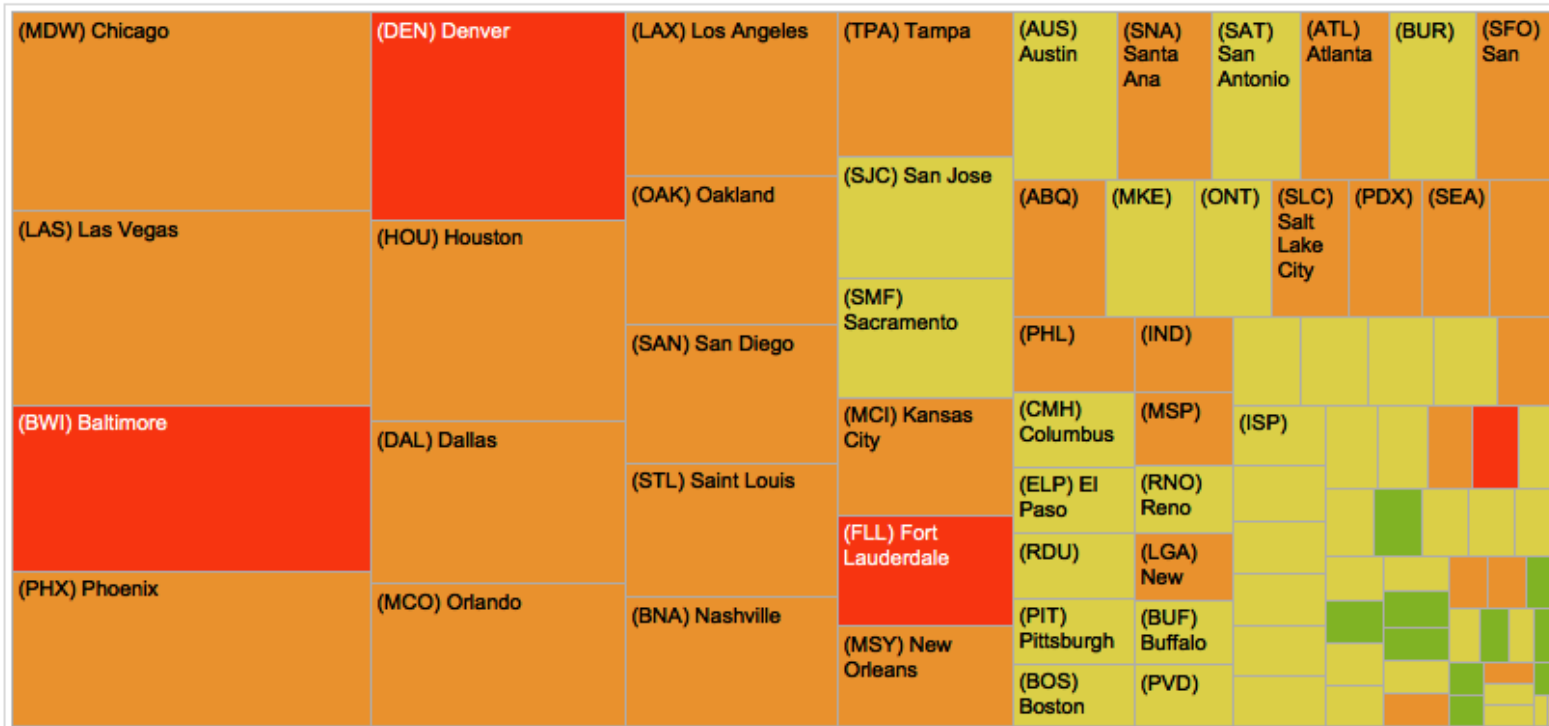 (MDW) Chicago
(LAS) Las Vegas
(BWI) Baltimore
(PHX) Phoenix
(DEN) Denver
(HOU) Houston
(DAL) Dallas
(MCO) Orlando
(LAX) Los Angeles
(OAK) Oakland
(SAN) San Diego
(STL) Saint Louis
(BNA) Nashville
(TPA) Tampa
(SJC) San Jose
(SMF)
Sacramento
(MCI) Kansas
City
(FLL) Fort
Lauderdale
(MSY) New
Orleans
(AUS)
Austin
(SNA)
Santa
Ana
(SAT)
San
Antonio
(ATL)
Atlanta
(BUR)
(SFO)
San
(ABQ)
(MKE)
(ONT)
(SLC)
Salt
Lake
City
(PDX)
(SEA)
(PHL)
(IND)
(CMH)
Columbus
(MSP)
(ISP)
(ELP) El
Paso
(RNO)
Reno
(RDU)
(LGA)
New
(PIT)
Pittsburgh
(BUF)
Buffalo
(BOS)
Boston
(PVD)